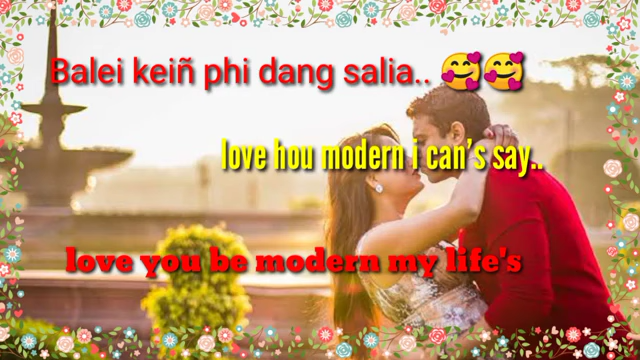 Balei keiñ phi dang salia.. 🥰🥰
love hou modern i can's say..
love you be modern my life's